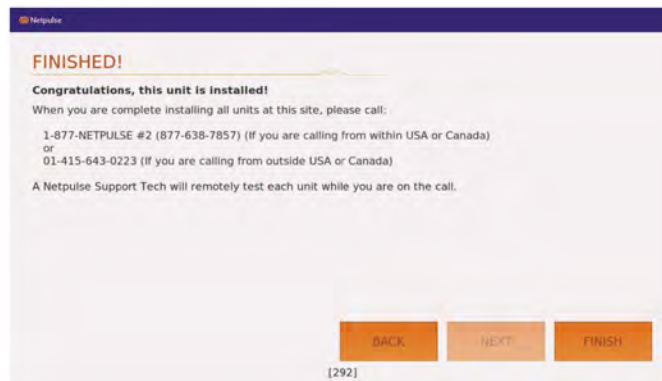 Netpulse
FINISHED!
Congratulations, this unit is installed!
When you are complete installing all units at this site, please call:
1-877-NETPULSE #2 (877-638-7857) (If you are calling from within USA or Canada)
or
01-415-643-0223 (If you are calling from outside USA or Canada)
A Netpulse Support Tech will remotely test each unit while you are on the call.
BACK NEXT FINISH
[292]